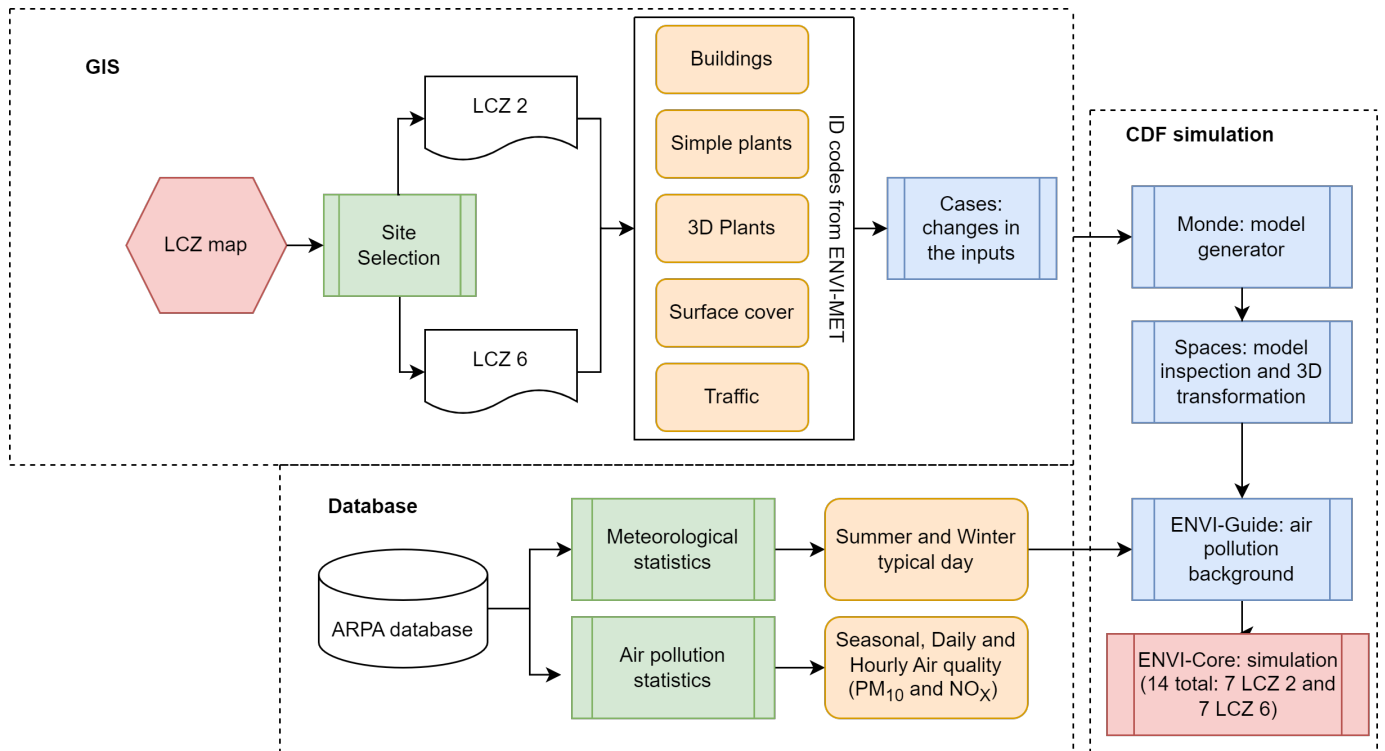 GIS
LCZ map
Site
Selection
LCZ 2
LCZ 6
Buildings
Simple plants
3D Plants
Surface cover
Traffic
ID codes from ENVI-MET
Cases:
changes in
the inputs
CDF simulation
Monde: model
generator
Spaces: model
inspection and 3D
transformation
ENVI-Guide: air
pollution
background
ENVI-Core: simulation
(14 total: 7 LCZ 2 and
7 LCZ 6)
Database
ARPA database
Meteorological
statistics
Summer and Winter
typical day
Air pollution
statistics
Seasonal, Daily and
Hourly Air quality
(PM10 and NOX)